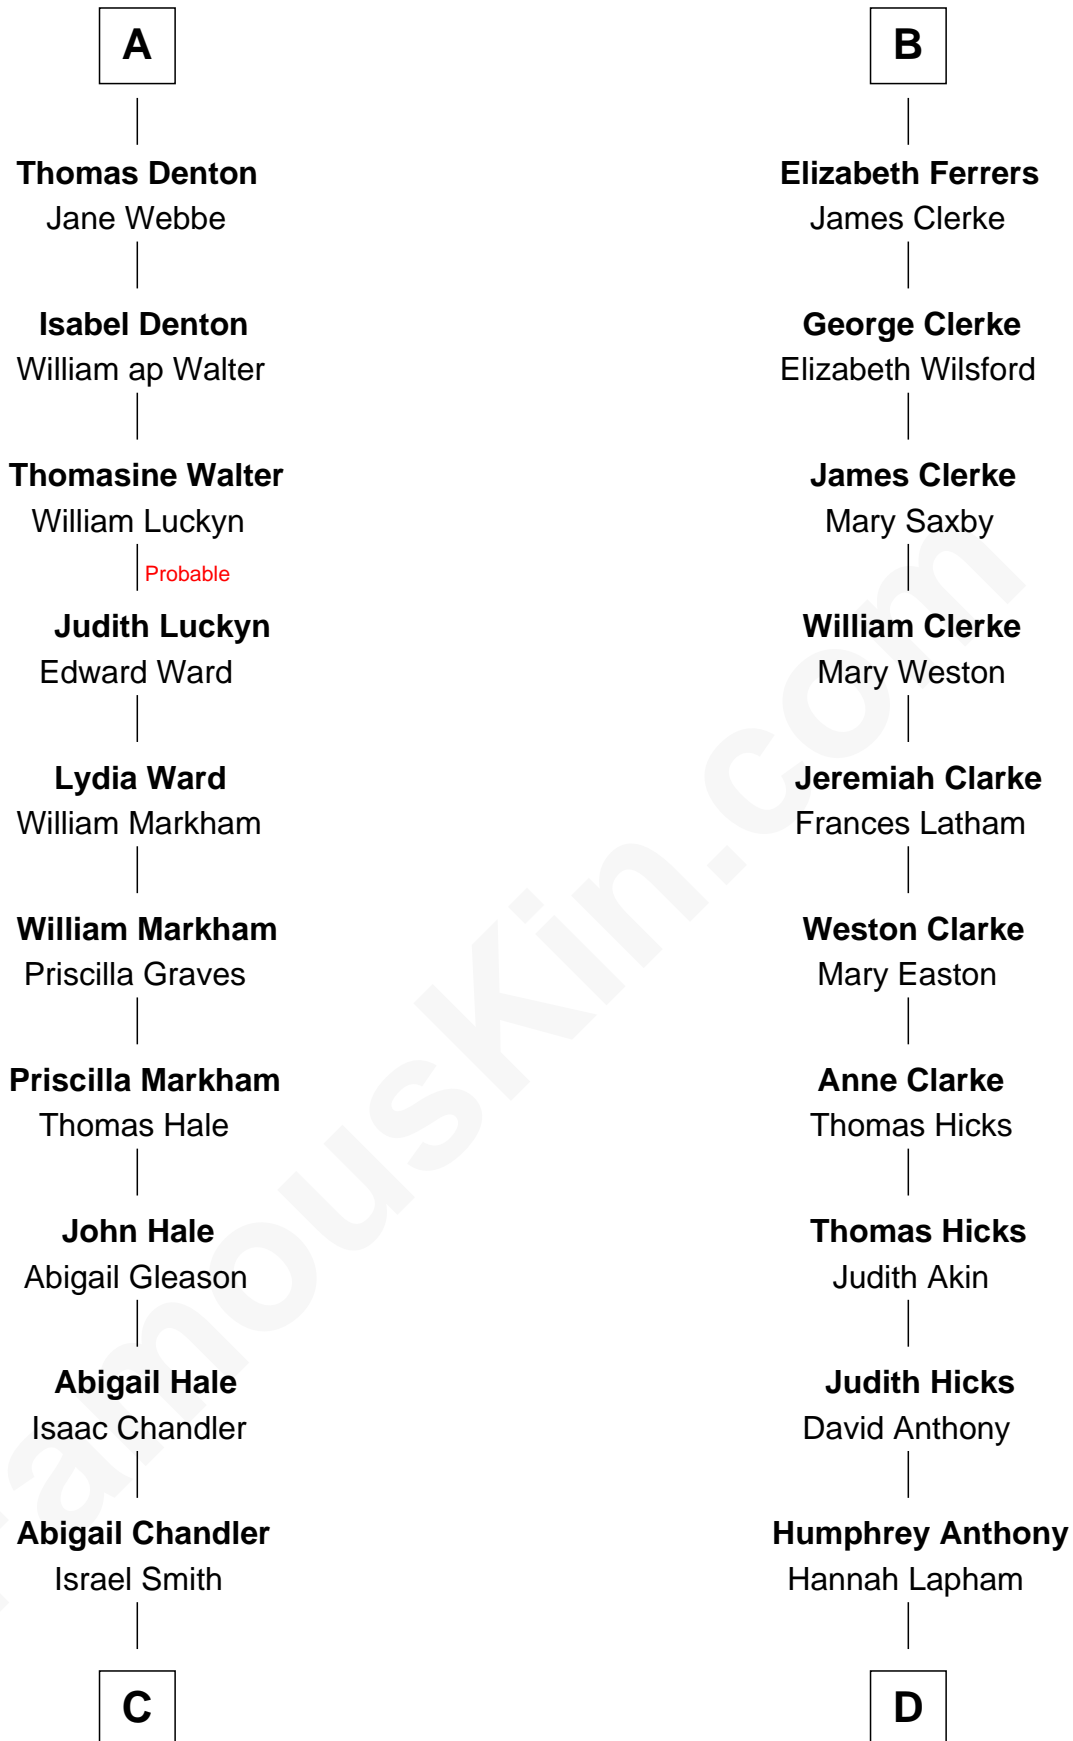 A
Thomas Denton
Jane Webbe
Isabel Denton
William ap Walter
Thomasine Walter
William Luckyn
Probable
Judith Luckyn
Edward Ward
Lydia Ward
William Markham
William Markham
Priscilla Graves
Priscilla Markham
Thomas Hale
John Hale
Abigail Gleason
Abigail Hale
Isaac Chandler
Abigail Chandler
Israel Smith
C
B
Elizabeth Ferrers
James Clerke
George Clerke
Elizabeth Wilsford
James Clerke
Mary Saxby
William Clerke
Mary Weston
Jeremiah Clarke
Frances Latham
Weston Clarke
Mary Easton
Anne Clarke
Thomas Hicks
Thomas Hicks
Judith Akin
Judith Hicks
David Anthony
Humphrey Anthony
Hannah Lapham
D
FamousKin.com